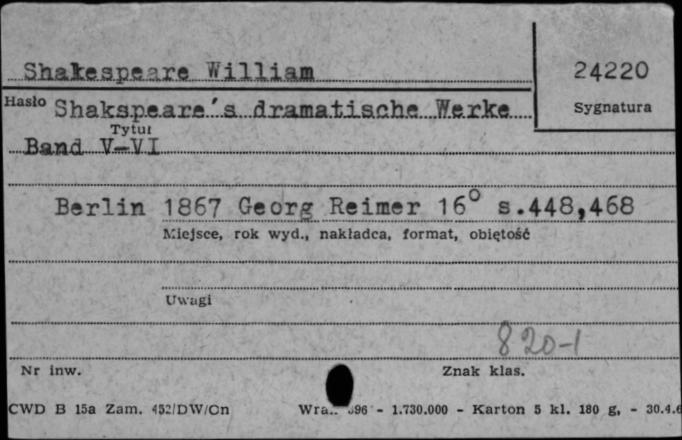 Shakespeare William
24220
Hasło Shakspeare's dramatische Werke
Sygnatura
Tytuł
Band V-VI
Berlin 1867 Georg Reimer 16° s.448,468
Miejsce, rok wyd., nakładca, format, objętość
Uwagi
820-1
Nr inw.
Znak klas.
CWD B 15a Zam. 452/DW/Cn - 1.730.000 - Karton 5 kl. 180 g, - 30.4.6